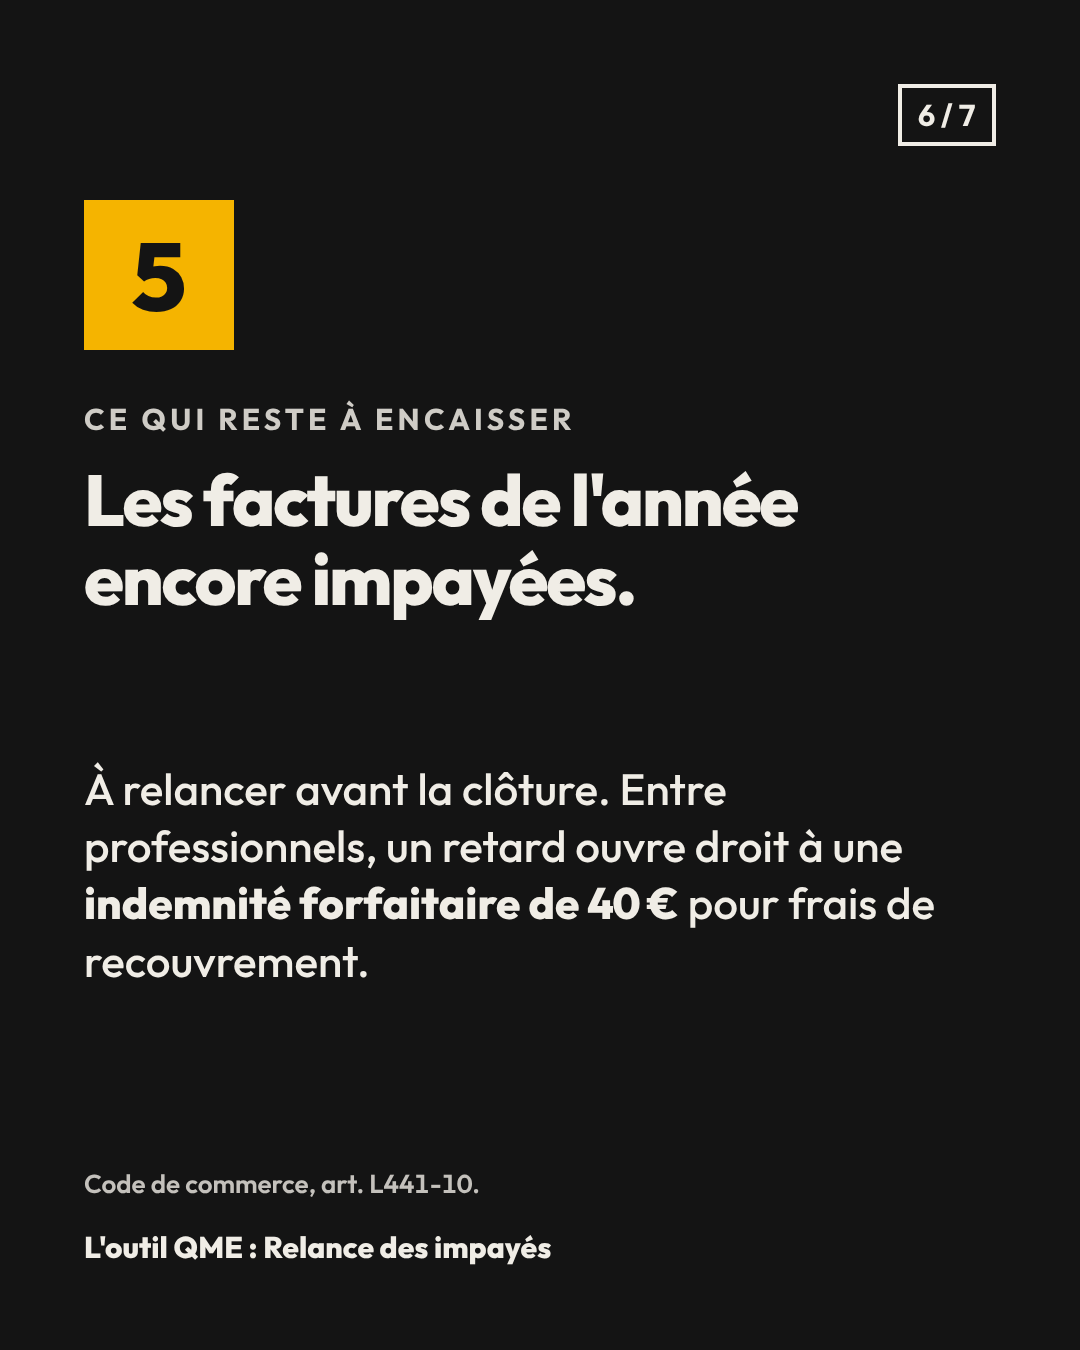 6 / 7
5
CE QUI RESTE À ENCAISSER
Les factures de l'année
encore impayées.
À relancer avant la clôture. Entre
professionnels, un retard ouvre droit à une
indemnité forfaitaire de 40 € pour frais de
recouvrement.
Code de commerce, art. L441-10.
L'outil QME : Relance des impayés